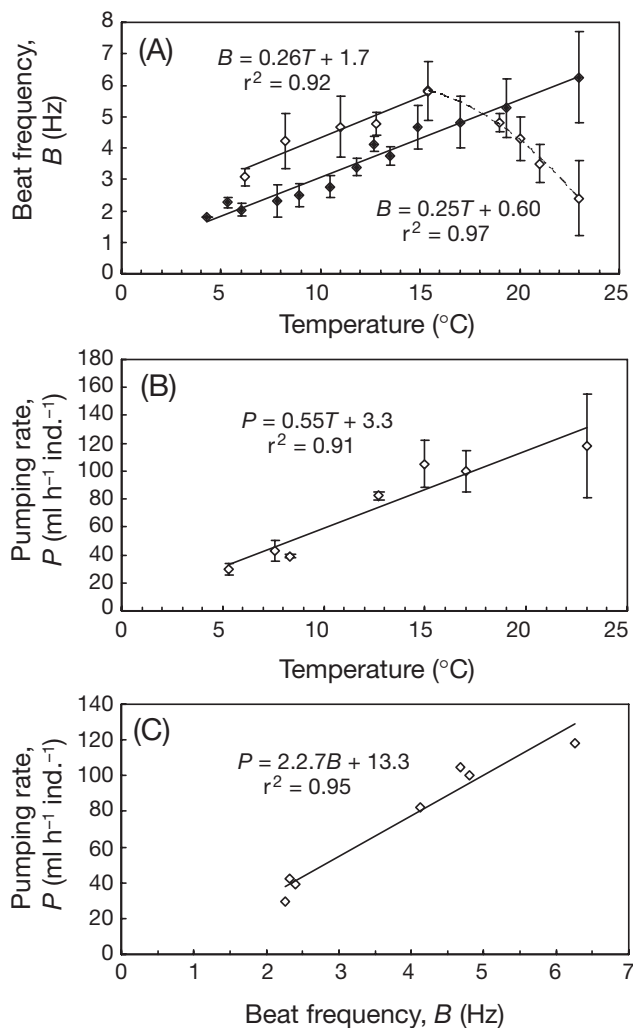 (A)
B = 0.26T + 1.7
r² = 0.92
B = 0.25T + 0.60
r² = 0.97
Beat frequency,
B (Hz)
8
7
6
5
4
3
2
1
0
0 5 10 15 20 25
Temperature (°C)
(B)
P = 0.55T + 3.3
r² = 0.91
Pumping rate,
P (ml h⁻¹ ind.⁻¹)
180
160
140
120
100
80
60
40
20
0
0 5 10 15 20 25
Temperature (°C)
(C)
P = 2.2.7B + 13.3
r² = 0.95
Pumping rate,
P (ml h⁻¹ ind.⁻¹)
140
120
100
80
60
40
20
0
0 1 2 3 4 5 6 7
Beat frequency, B (Hz)